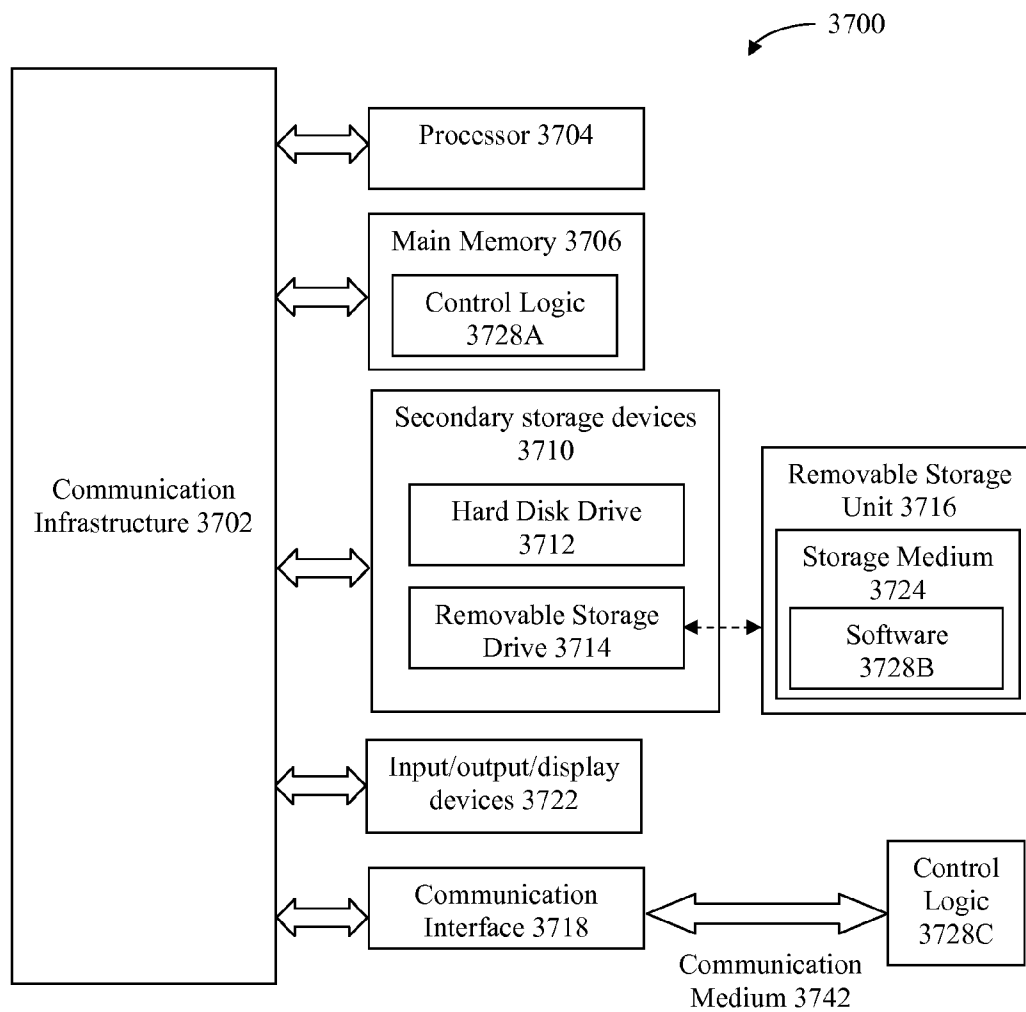 3700
Processor 3704
Main Memory 3706
Control Logic
3728A
Secondary storage devices
3710
Hard Disk Drive
3712
Removable Storage
Drive 3714
Removable Storage
Unit 3716
Storage Medium
3724
Software
3728B
Communication
Infrastructure 3702
Input/output/display
devices 3722
Communication
Interface 3718
Control
Logic
3728C
Communication
Medium 3742